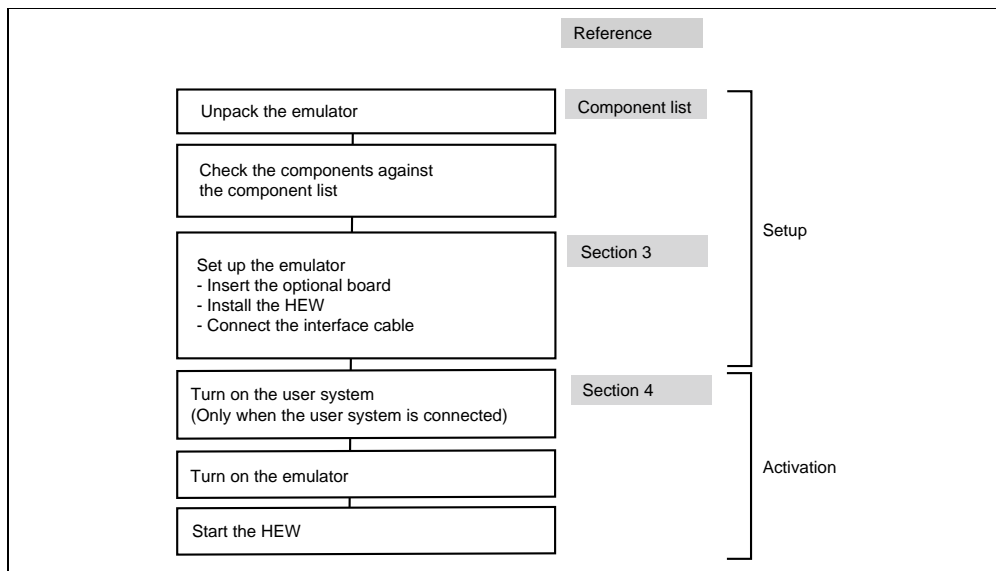 Reference
Unpack the emulator
Component list
Check the components against
the component list
Setup
Set up the emulator
- Insert the optional board
- Install the HEW
- Connect the interface cable
Section 3
Turn on the user system
(Only when the user system is connected)
Section 4
Turn on the emulator
Activation
Start the HEW